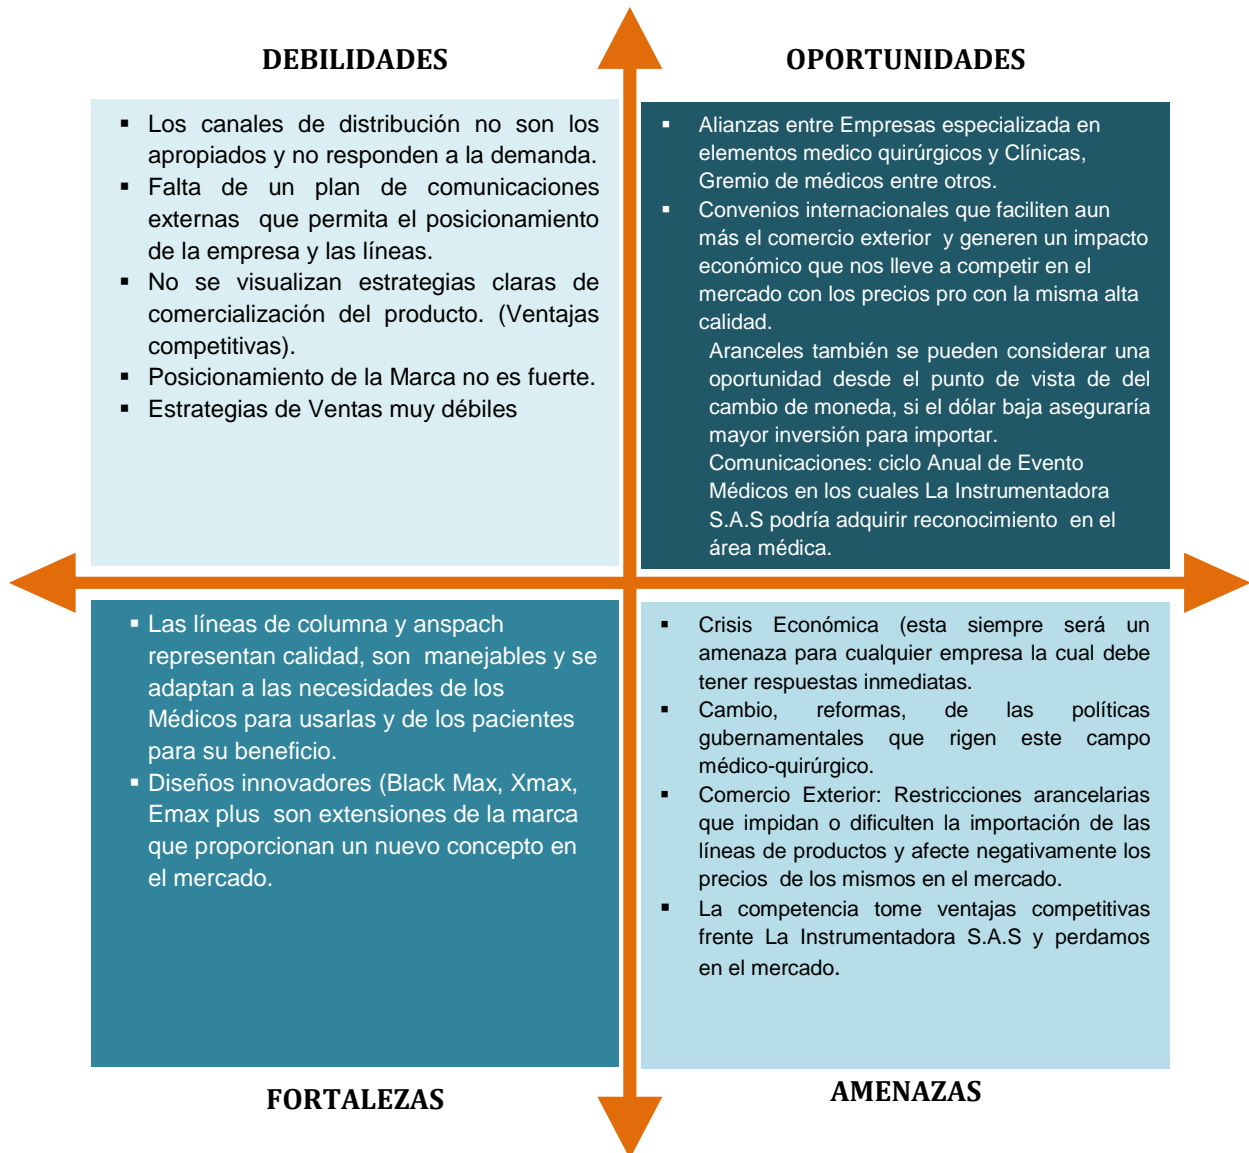 DEBILIDADES
▪ Los canales de distribución no son los
apropiados y no responden a la demanda.
▪ Falta de un plan de comunicaciones
externas que permita el posicionamiento
de la empresa y las líneas.
▪ No se visualizan estrategias claras de
comercialización del producto. (Ventajas
competitivas).
▪ Posicionamiento de la Marca no es fuerte.
▪ Estrategias de Ventas muy débiles
OPORTUNIDADES
▪ Alianzas entre Empresas especializada en
elementos medico quirúrgicos y Clínicas,
Gremio de médicos entre otros.
▪ Convenios internacionales que faciliten aun
más el comercio exterior y generen un impacto
económico que nos lleve a competir en el
mercado con los precios pro con la misma alta
calidad.
Aranceles también se pueden considerar una
oportunidad desde el punto de vista de del
cambio de moneda, si el dólar baja aseguraría
mayor inversión para importar.
Comunicaciones: ciclo Anual de Evento
Médicos en los cuales La Instrumentadora
S.A.S podría adquirir reconocimiento en el
área médica.
▪ Las líneas de columna y anspach
representan calidad, son manejables y se
adaptan a las necesidades de los
Médicos para usarlas y de los pacientes
para su beneficio.
▪ Diseños innovadores (Black Max, Xmax,
Emax plus son extensiones de la marca
que proporcionan un nuevo concepto en
el mercado.
FORTALEZAS
▪ Crisis Económica (esta siempre será un
amenaza para cualquier empresa la cual debe
tener respuestas inmediatas.
▪ Cambio, reformas, de las políticas
gubernamentales que rigen este campo
médico-quirúrgico.
▪ Comercio Exterior: Restricciones arancelarias
que impidan o dificulten la importación de las
líneas de productos y afecte negativamente los
precios de los mismos en el mercado.
▪ La competencia tome ventajas competitivas
frente La Instrumentadora S.A.S y perdamos
en el mercado.
AMENAZAS